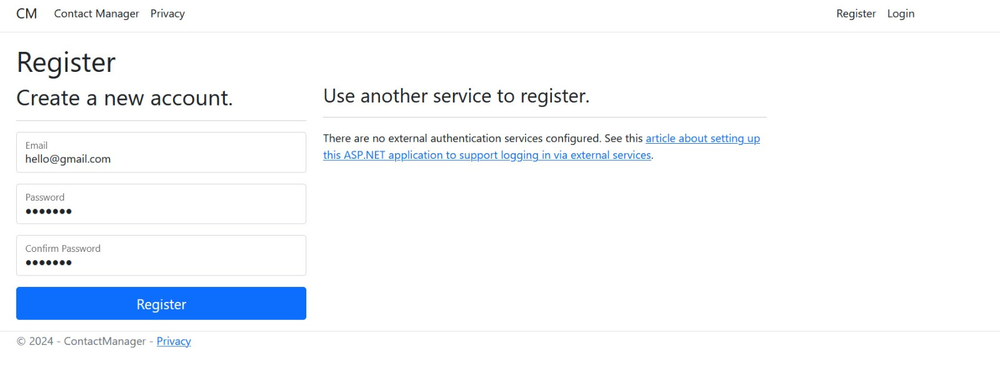 CM Contact Manager Privacy Register Login
Register
Create a new account.
Email
hello@gmail.com
Password
•••••••
Confirm Password
•••••••
Register
Use another service to register.
There are no external authentication services configured. See this article about setting up
this ASP.NET application to support logging in via external services.
© 2024 - ContactManager - Privacy